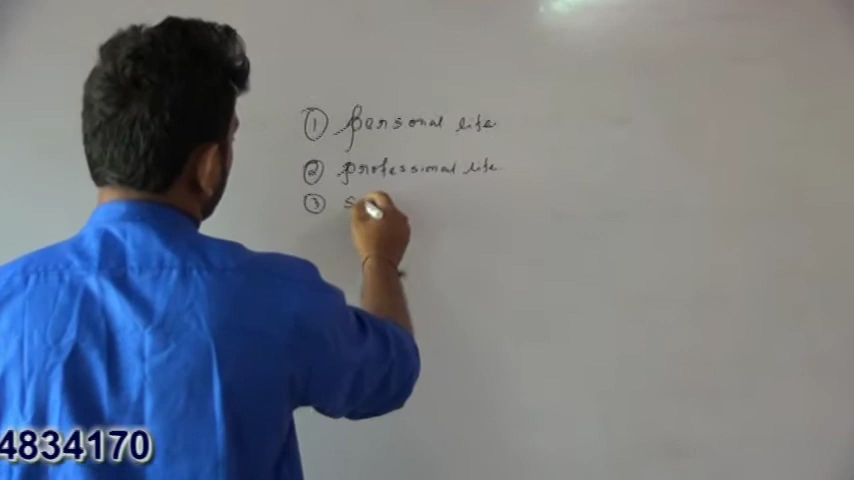 ① personal life
② professional life
③ s
4834170